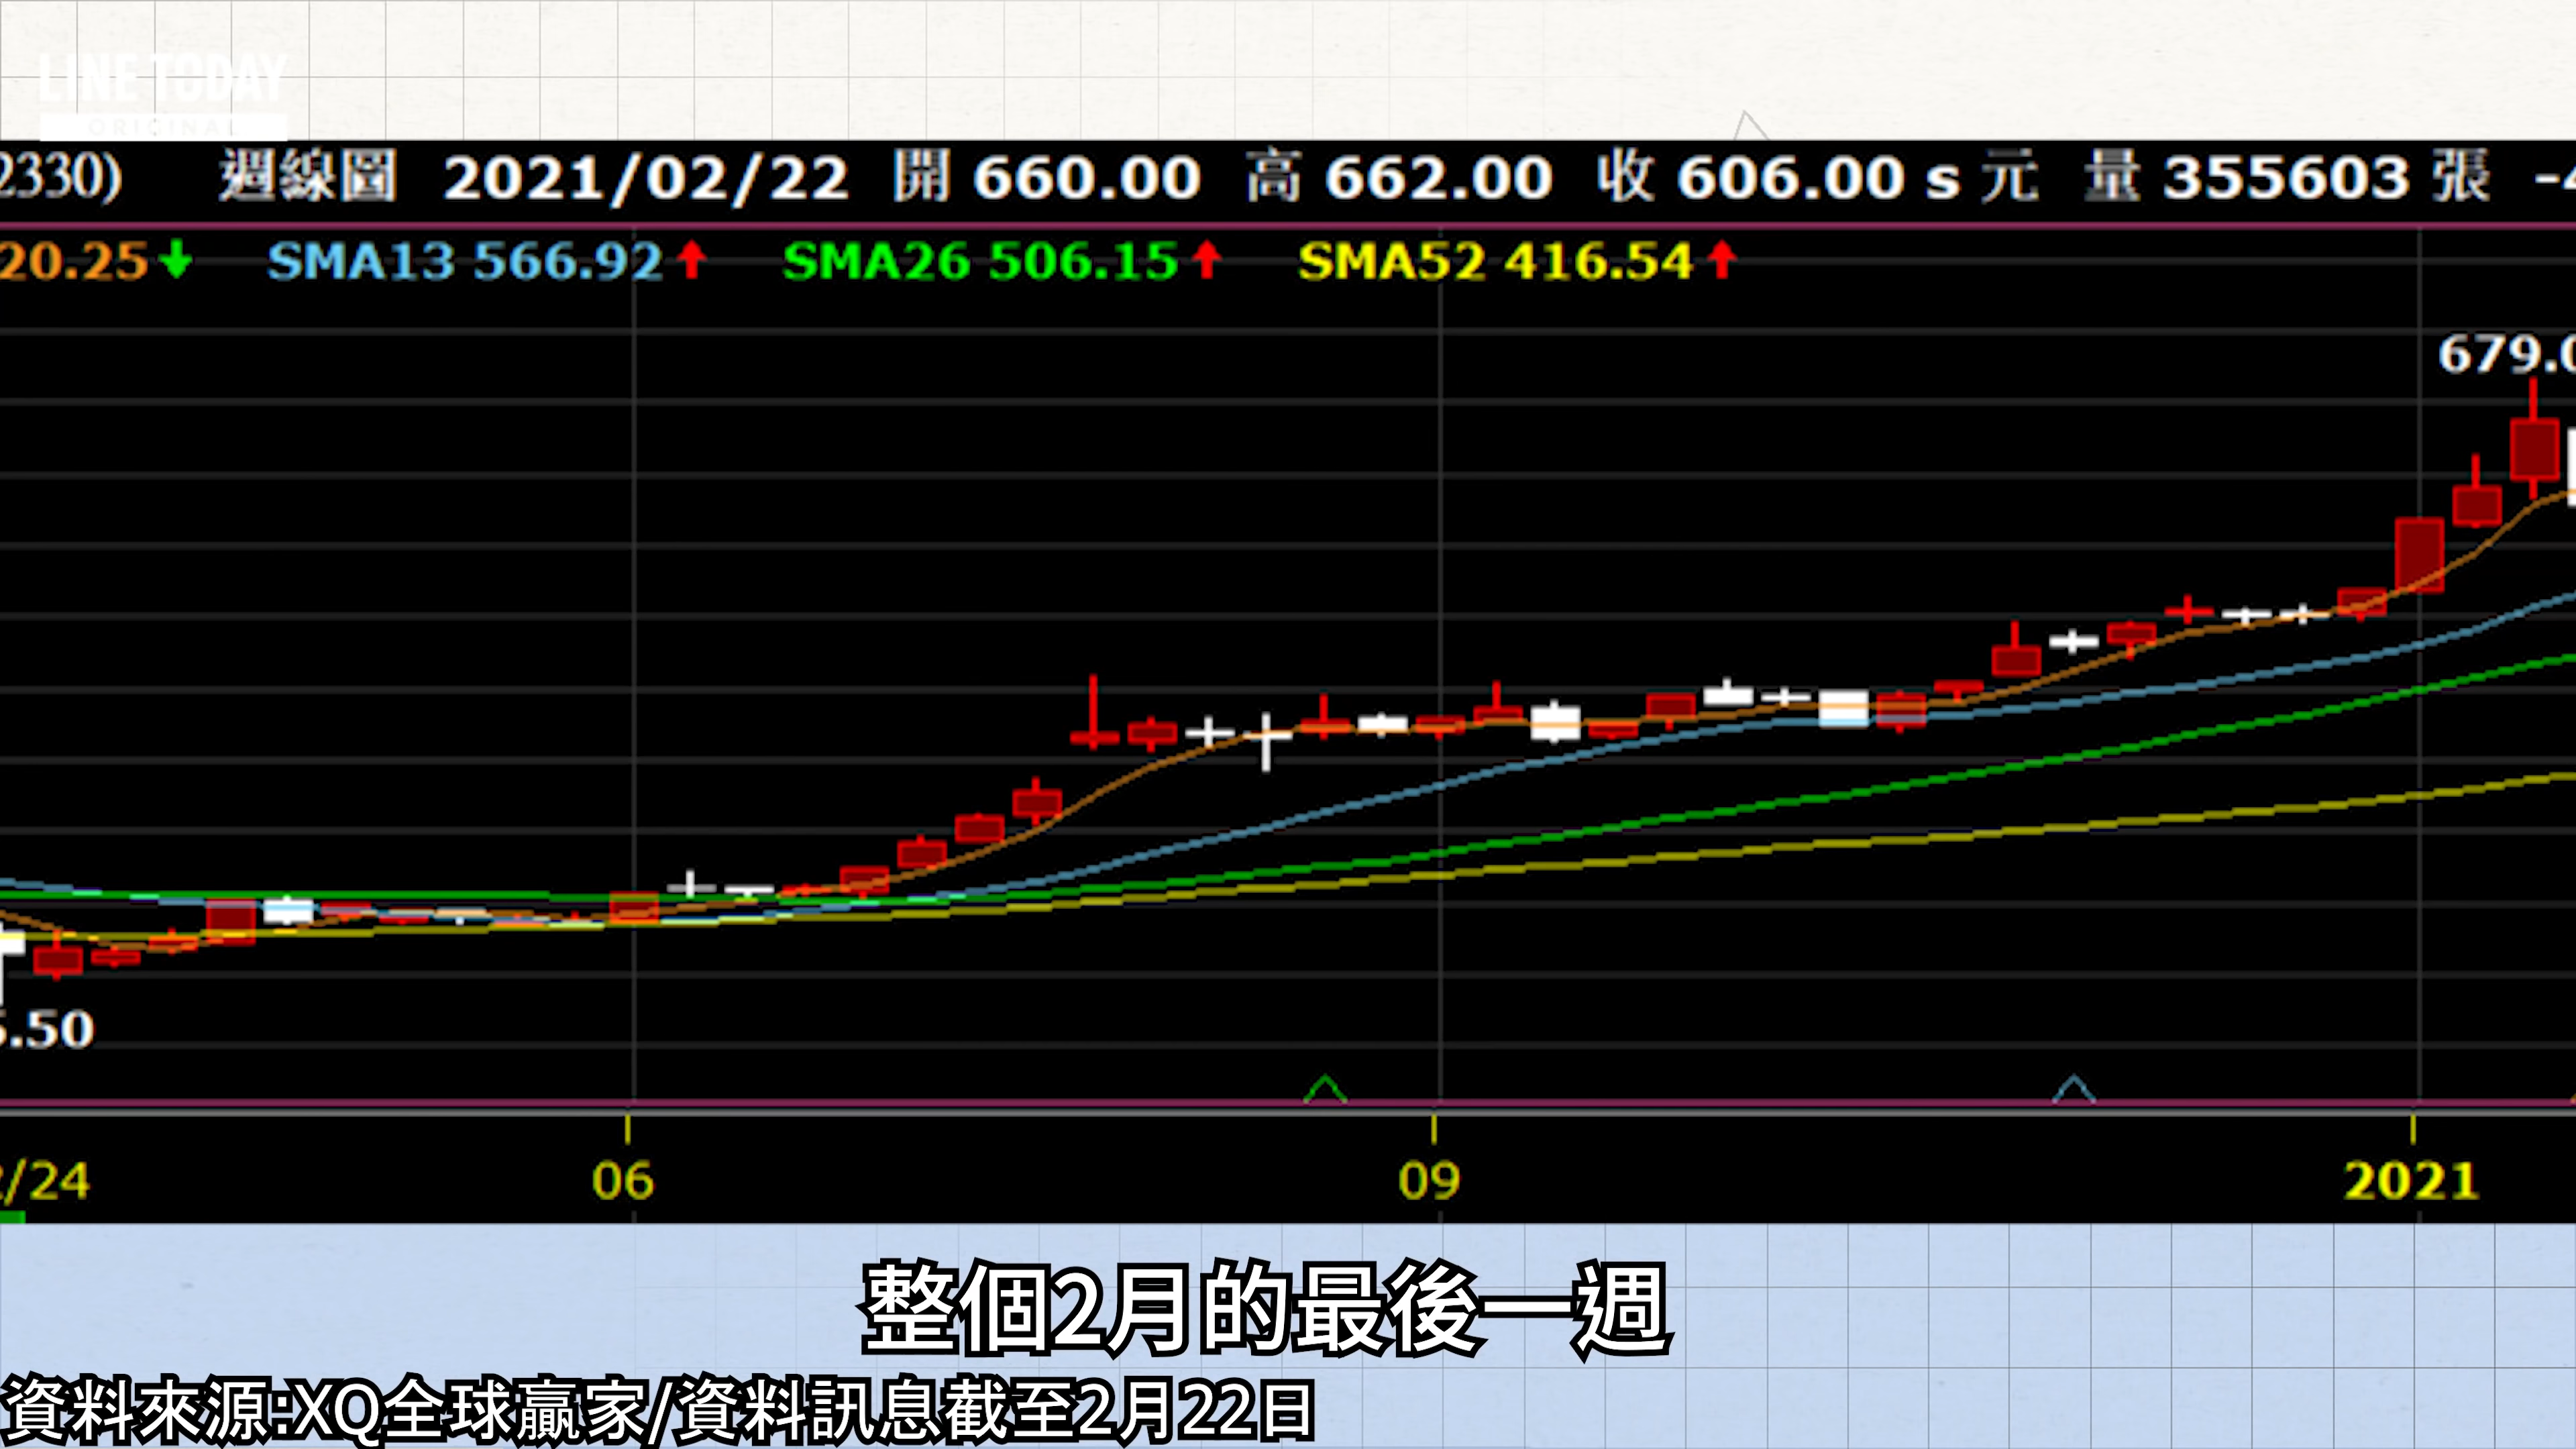 LINE TODAY
ORIGINAL
2330) 週線圖 2021/02/22 開 660.00 高 662.00 收 606.00 s 元 量 355603 張 -4
20.25 SMA13 566.92 SMA26 506.15 SMA52 416.54
679.0
.50
/24 06 09 2021
整個2月的最後一週
資料來源:XQ全球贏家/資料訊息截至2月22日